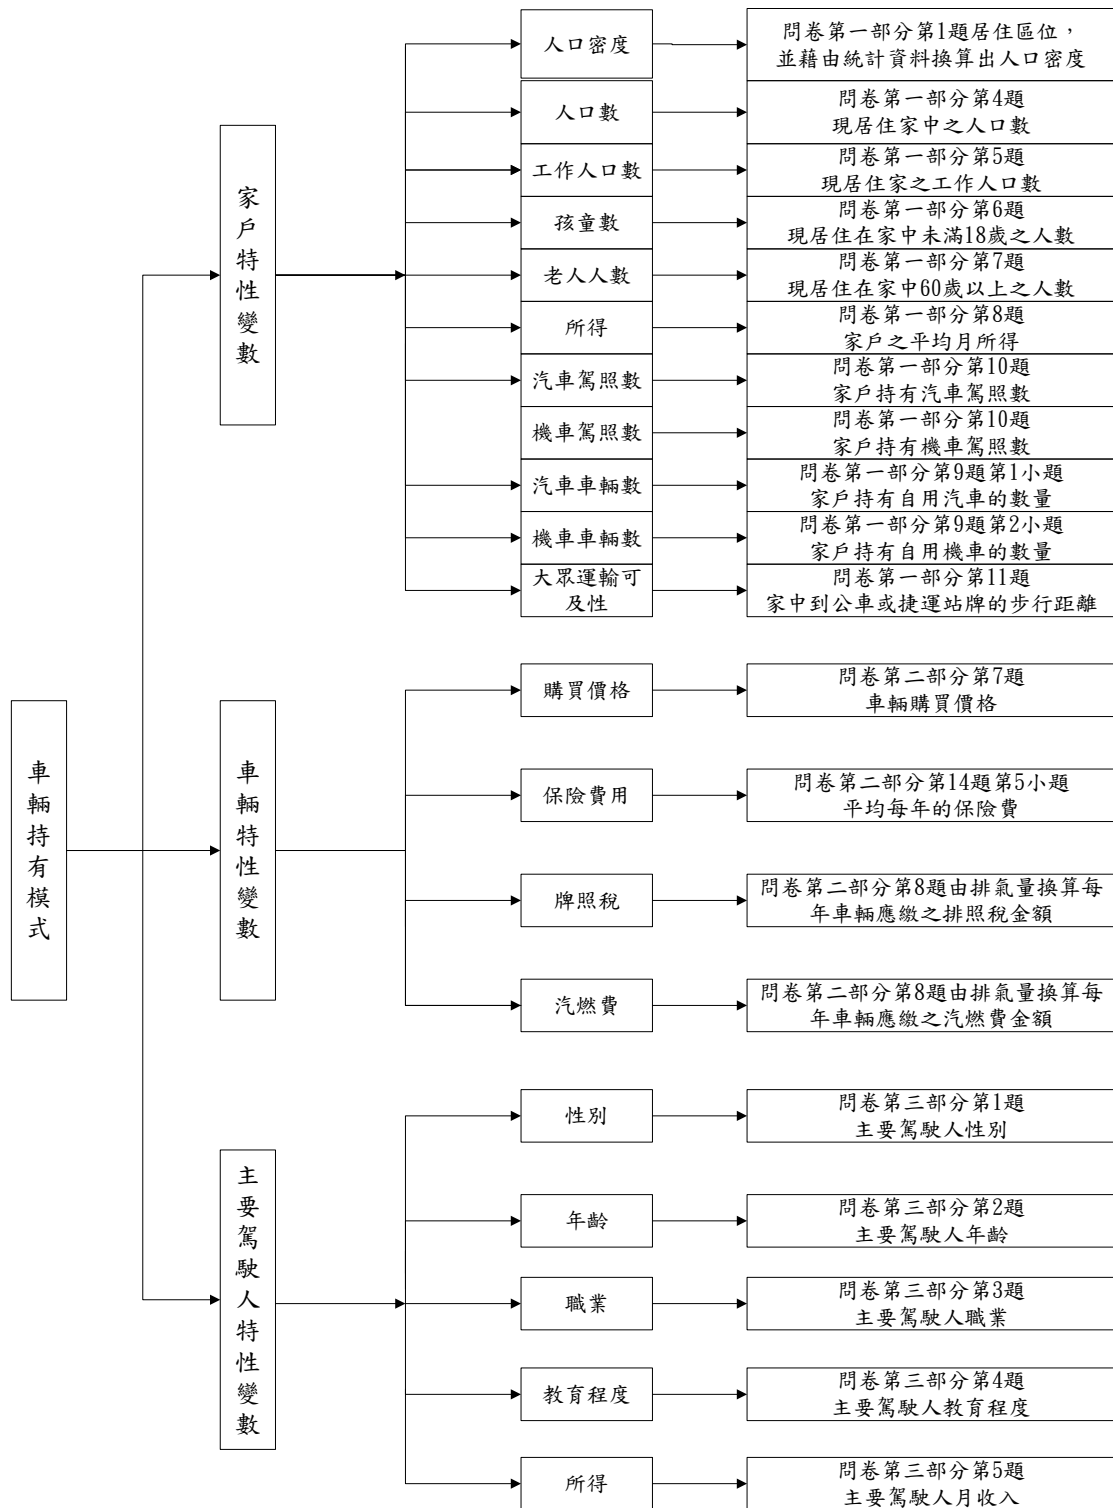 車輛持有模式
家戶特性變數
人口密度
問卷第一部分第1題居住區位，
並藉由統計資料換算出人口密度
人口數
問卷第一部分第4題
現居住家中之人口數
工作人口數
問卷第一部分第5題
現居住家之工作人口數
孩童數
問卷第一部分第6題
現居住在家中未滿18歲之人數
老人人數
問卷第一部分第7題
現居住在家中60歲以上之人數
所得
問卷第一部分第8題
家戶之平均月所得
汽車駕照數
問卷第一部分第10題
家戶持有汽車駕照數
機車駕照數
問卷第一部分第10題
家戶持有機車駕照數
汽車車輛數
問卷第一部分第9題第1小題
家戶持有自用汽車的數量
機車車輛數
問卷第一部分第9題第2小題
家戶持有自用機車的數量
大眾運輸可
及性
問卷第一部分第11題
家中到公車或捷運站牌的步行距離
車輛特性變數
購買價格
問卷第二部分第7題
車輛購買價格
保險費用
問卷第二部分第14題第5小題
平均每年的保險費
牌照稅
問卷第二部分第8題由排氣量換算每
年車輛應繳之排照稅金額
汽燃費
問卷第二部分第8題由排氣量換算每
年車輛應繳之汽燃費金額
主要駕駛人特性變數
性別
問卷第三部分第1題
主要駕駛人性別
年齡
問卷第三部分第2題
主要駕駛人年齡
職業
問卷第三部分第3題
主要駕駛人職業
教育程度
問卷第三部分第4題
主要駕駛人教育程度
所得
問卷第三部分第5題
主要駕駛人月收入